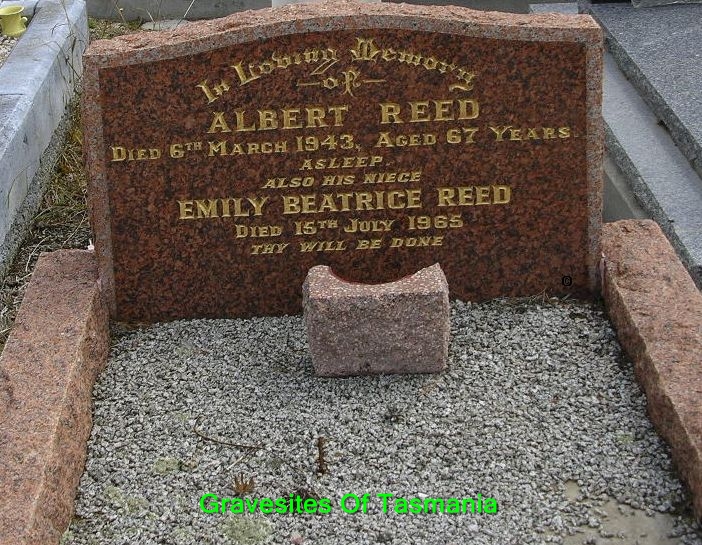 In Loving Memory
of
ALBERT REED
DIED 6TH MARCH 1943, AGED 67 YEARS.
ASLEEP
ALSO HIS NIECE
EMILY BEATRICE REED
DIED 15TH JULY 1965
THY WILL BE DONE
©
Gravesites Of Tasmania